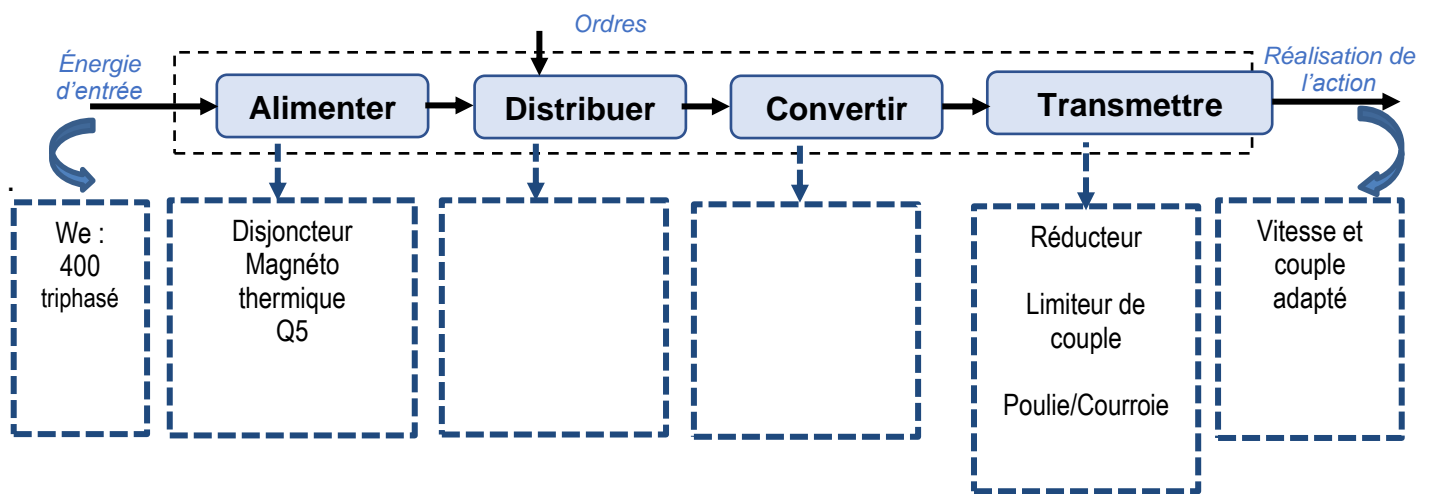 Ordres
Énergie
d'entrée
Réalisation de
l'action
Alimenter
Distribuer
Convertir
Transmettre
.
We :
400
triphasé
Disjoncteur
Magnéto
thermique
Q5
Réducteur
Limiteur de
couple
Poulie/Courroie
Vitesse et
couple
adapté